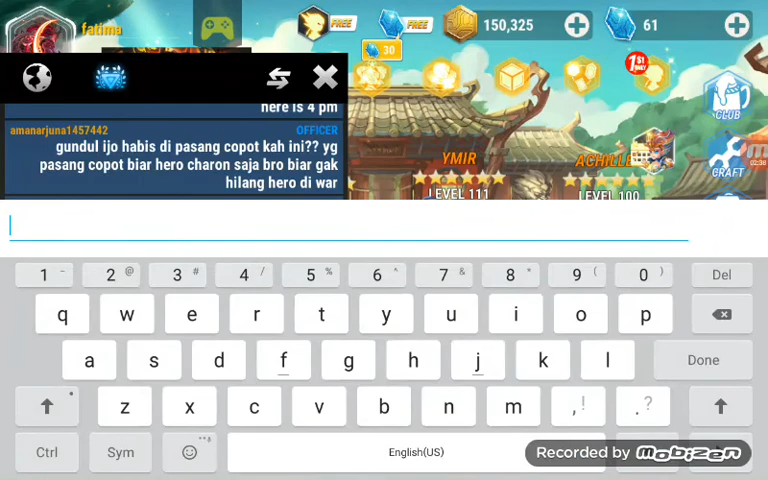 fatima
FREE
FREE
150,325
61
30
1st
ONLY
here is 4 pm
amanarjuna1457442 OFFICER
gundul ijo habis di pasang copot kah ini?? yg
pasang copot biar hero charon saja bro biar gak
hilang hero di war
YMIR
LEVEL 111
LEVEL 100
CLUB
CRAFT
1 - 2 @ 3 # 4 / 5 % 6 ^ 7 & 8 * 9 ( 0 ) Del
q w e r t y u i o p
a s d f g h j k l Done
z x c v b n m ,! .?
Ctrl Sym English(US)
Recorded by mobizen